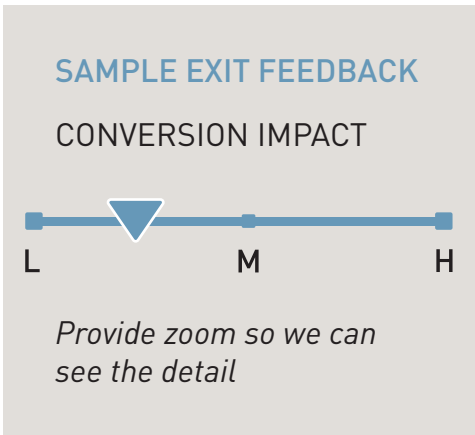 SAMPLE EXIT FEEDBACK
CONVERSION IMPACT
L M H
Provide zoom so we can
see the detail